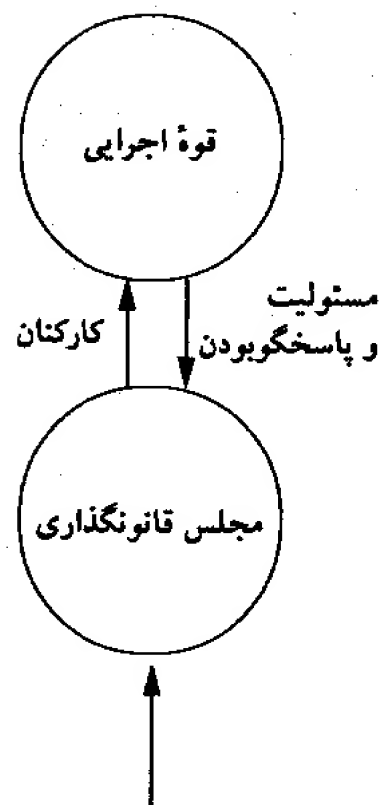 قوهٔ اجرایی
مسئولیت
و پاسخگوبودن
کارکنان
مجلس قانونگذاری